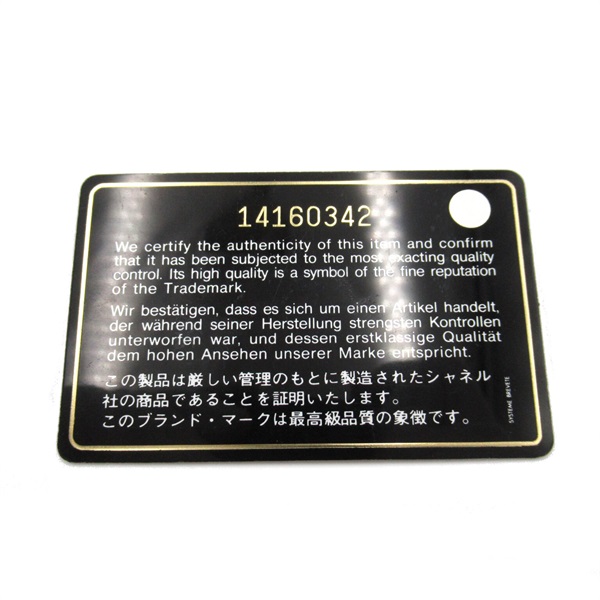 14160342
We certify the authenticity of this item and confirm
that it has been subjected to the most exacting quality
control. Its high quality is a symbol of the fine reputation
of the Trademark.
Wir bestätigen, dass es sich um einen Artikel handelt,
der während seiner Herstellung strengsten Kontrollen
unterworfen war, und dessen erstklassige Qualität
dem hohen Ansehen unserer Marke entspricht.
この製品は厳しい管理のもとに製造されたシャネル
社の商品であることを証明いたします。
このブランド・マークは最高級品質の象徴です。
SYSTEME BREVETE